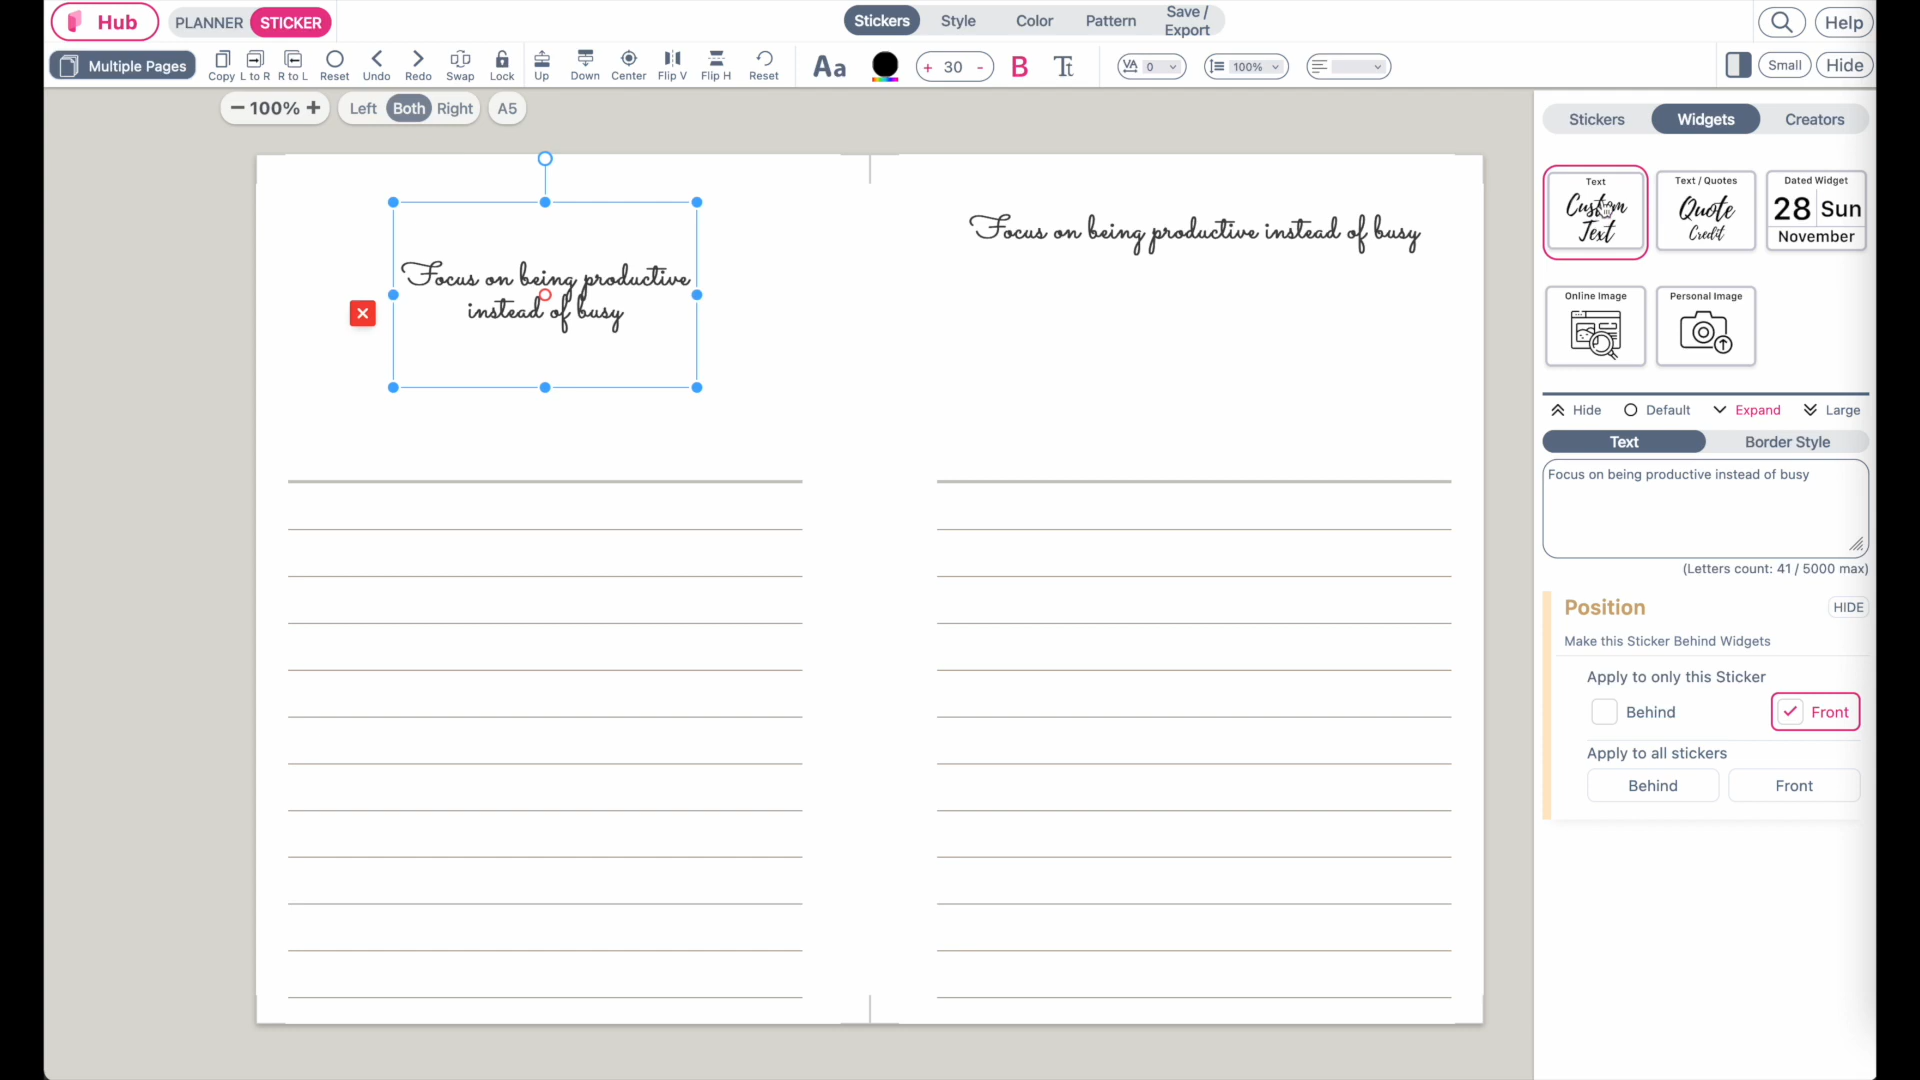 Hub
PLANNER STICKER
Stickers Style Color Pattern Save / Export
Help
Multiple Pages
Copy L to R R to L Reset Undo Redo Swap Lock Up Down Center Flip V Flip H Reset
Aa + 30 - B Tt VA 0 100%
Small Hide
− 100% + Left Both Right A5
Stickers Widgets Creators
Text
Custom
Text
Text / Quotes
Quote
Credit
Dated Widget
28 Sun
November
Focus on being productive
instead of busy
Focus on being productive instead of busy
Online Image
Personal Image
Hide Default Expand Large
Text Border Style
Focus on being productive instead of busy
(Letters count: 41 / 5000 max)
Position HIDE
Make this Sticker Behind Widgets
Apply to only this Sticker
Behind Front
Apply to all stickers
Behind Front